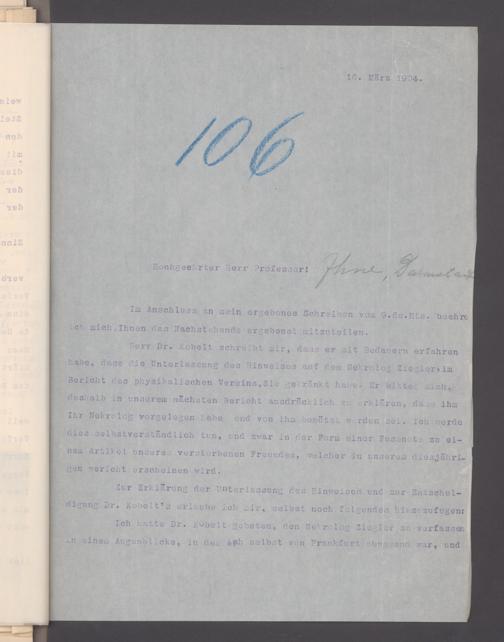 16. März 1904.
106
Hochgeehrter Herr Professor! Ihne, Darmstadt
Im Anschluss an mein ergebenes Schreiben vom 6.ds.Mts. beehre
ich mich, Ihnen das Nachstehende ergebenst mitzuteilen.
Herr Dr. Kobelt schreibt mir, dass er mit Bedauern erfahren
habe, dass die Unterlassung des Hinweises auf den Nekrolog Ziegler im
Bericht des physikalischen Vereins, Sie gekränkt habe. Er bittet mich,
deshalb in unserem nächsten Bericht ausdrücklich zu erklären, dass ihm
Ihr Nekrolog vorgelegen habe und von ihm benützt worden sei. Ich werde
dies selbstverständlich tun, und zwar in der Form einer Fussnote zu ei-
nem Artikel unseres verstorbenen Freundes, welcher in unserem diesjähri-
gen Bericht erscheinen wird.
Zur Erklärung der Unterlassung des Hinweises und zur Entschul-
digung Dr. Kobelt's erlaube ich mir, selbst noch folgendes hinzuzufügen:
Ich hatte Dr. Kobelt gebeten, den Nekrolog Ziegler zu verfassen
in einem Augenblicke, in dem ich selbst von Frankfurt abwesend war, und